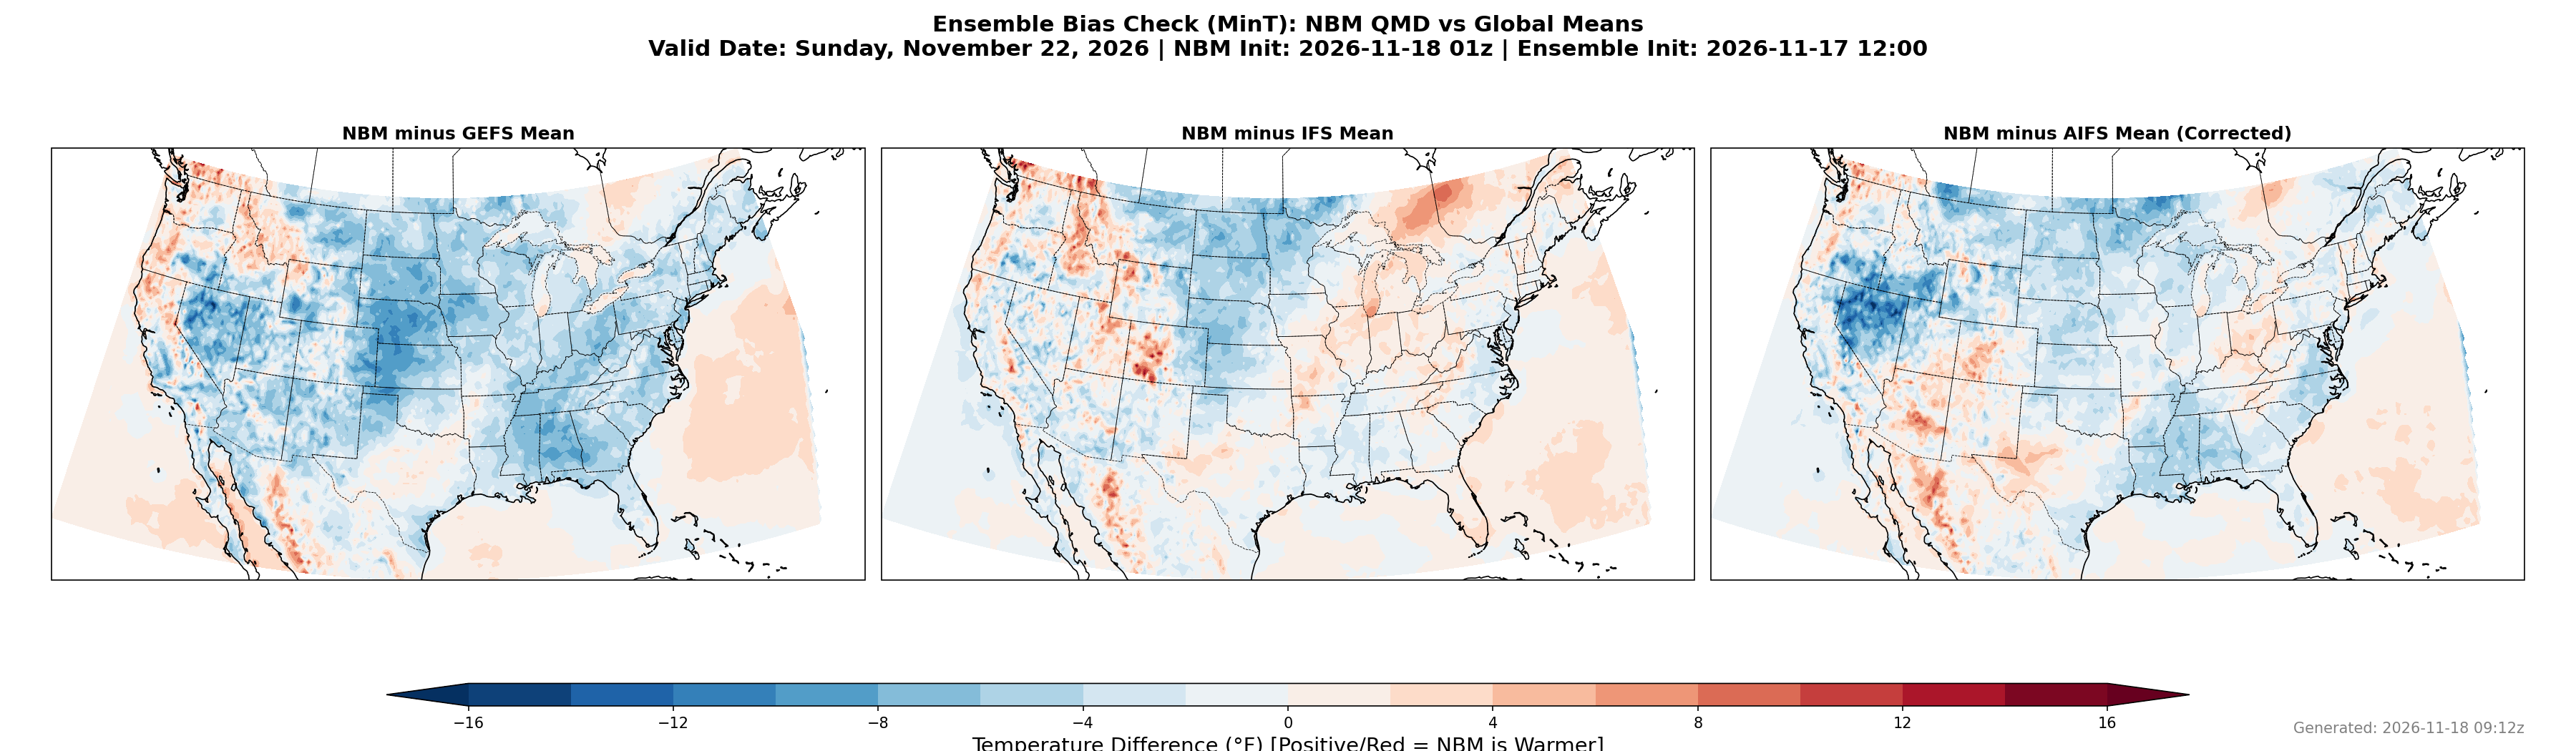 Ensemble Bias Check (MinT): NBM QMD vs Global Means
Valid Date: Sunday, November 22, 2026 | NBM Init: 2026-11-18 01z | Ensemble Init: 2026-11-17 12:00
NBM minus GEFS Mean
NBM minus IFS Mean
NBM minus AIFS Mean (Corrected)
−16 −12 −8 −4 0 4 8 12 16
Temperature Difference (°F) [Positive/Red = NBM is Warmer]
Generated: 2026-11-18 09:12z